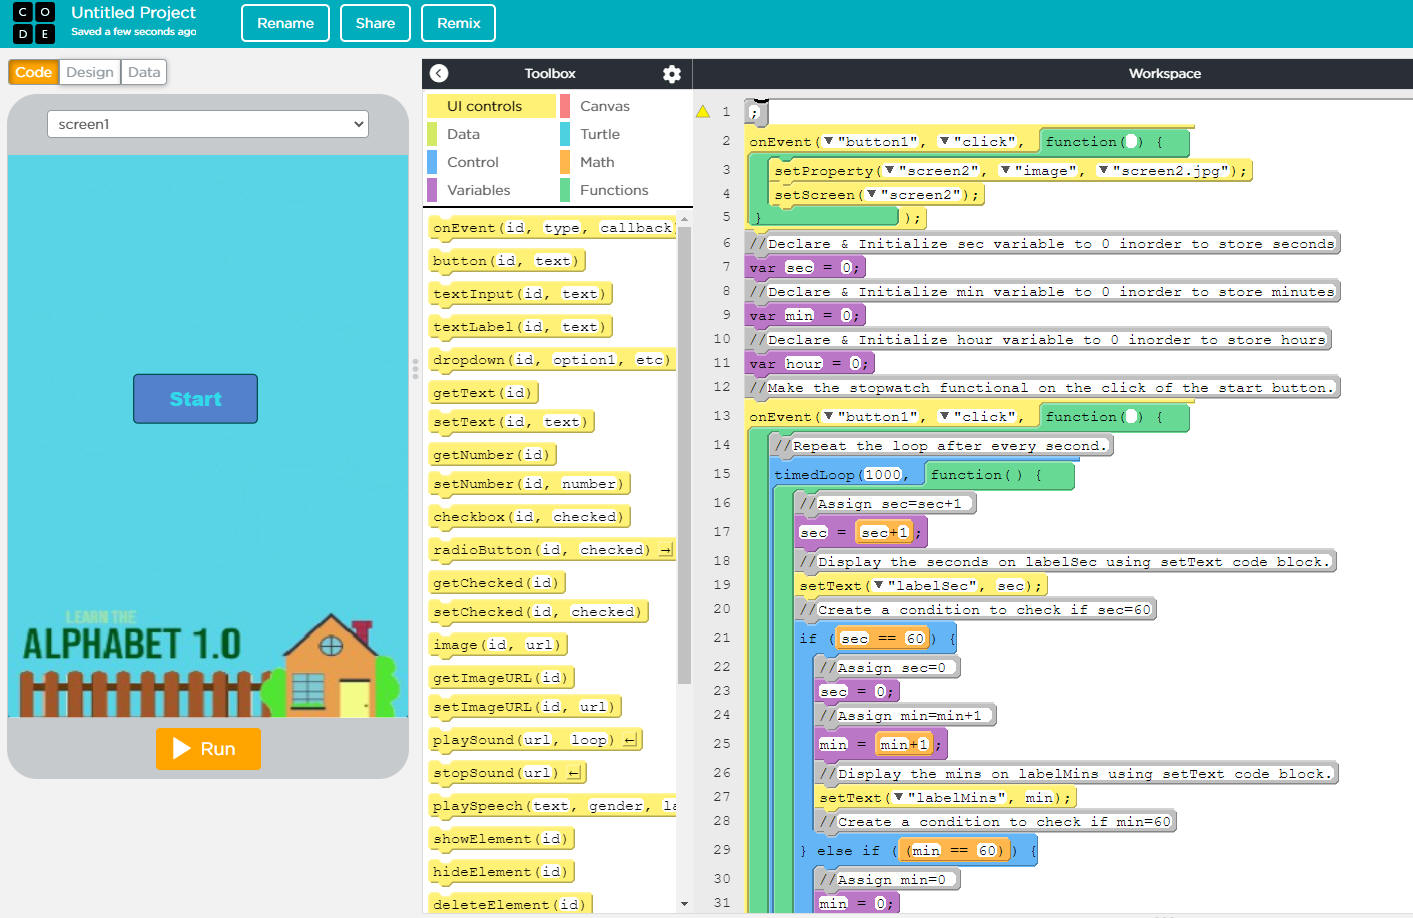 CODE
Untitled Project
Saved a few seconds ago
Rename
Share
Remix
Code
Design
Data
screen1
Start
LEARN THE
ALPHABET 1.0
Run
Toolbox
UI controls
Canvas
Data
Turtle
Control
Math
Variables
Functions
onEvent(id, type, callback)
button(id, text)
textInput(id, text)
textLabel(id, text)
dropdown(id, option1, etc)
getText(id)
setText(id, text)
getNumber(id)
setNumber(id, number)
checkbox(id, checked)
radioButton(id, checked) →
getChecked(id)
setChecked(id, checked)
image(id, url)
getImageURL(id)
setImageURL(id, url)
playSound(url, loop) ←
stopSound(url) ←
playSpeech(text, gender, la
showElement(id)
hideElement(id)
deleteElement(id)
Workspace
1 ;
2 onEvent(▼"button1", ▼"click", function( ) {
3 setProperty(▼"screen2", ▼"image", ▼"screen2.jpg");
4 setScreen(▼"screen2");
5 } );
6 //Declare & Initialize sec variable to 0 inorder to store seconds
7 var sec = 0;
8 //Declare & Initialize min variable to 0 inorder to store minutes
9 var min = 0;
10 //Declare & Initialize hour variable to 0 inorder to store hours
11 var hour = 0;
12 //Make the stopwatch functional on the click of the start button.
13 onEvent(▼"button1", ▼"click", function( ) {
14 //Repeat the loop after every second.
15 timedLoop(1000, function( ) {
16 //Assign sec=sec+1
17 sec = sec+1;
18 //Display the seconds on labelSec using setText code block.
19 setText(▼"labelSec", sec);
20 //Create a condition to check if sec=60
21 if (sec == 60) {
22 //Assign sec=0
23 sec = 0;
24 //Assign min=min+1
25 min = min+1;
26 //Display the mins on labelMins using setText code block.
27 setText(▼"labelMins", min);
28 //Create a condition to check if min=60
29 } else if ((min == 60)) {
30 //Assign min=0
31 min = 0;